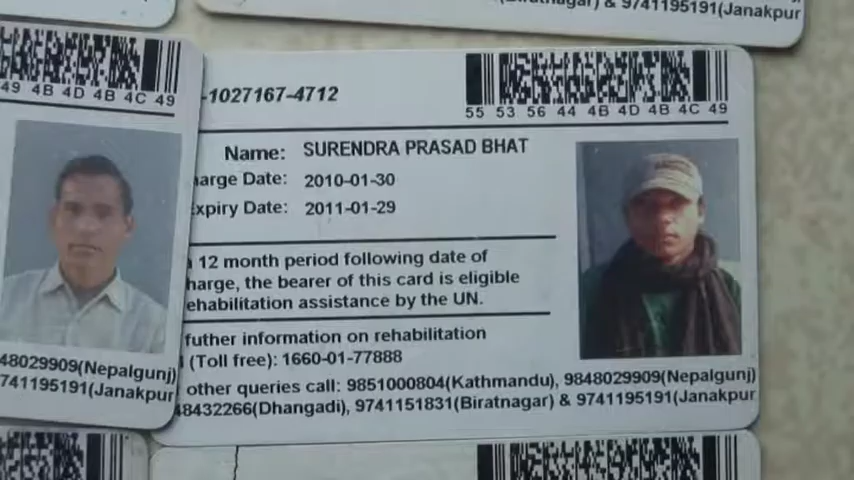 (Biratnagar) & 9741195191(Janakpur
49 4B 4D 4B 4C 49
48029909(Nepalgunj)
741195191(Janakpur
-1027167-4712
55 53 56 44 4B 4D 4B 4C 49
Name: SURENDRA PRASAD BHAT
arge Date: 2010-01-30
xpiry Date: 2011-01-29
12 month period following date of
harge, the bearer of this card is eligible
ehabilitation assistance by the UN.
futher information on rehabilitation
(Toll free): 1660-01-77888
other queries call: 9851000804(Kathmandu), 9848029909(Nepalgunj)
48432266(Dhangadi), 9741151831(Biratnagar) & 9741195191(Janakpur